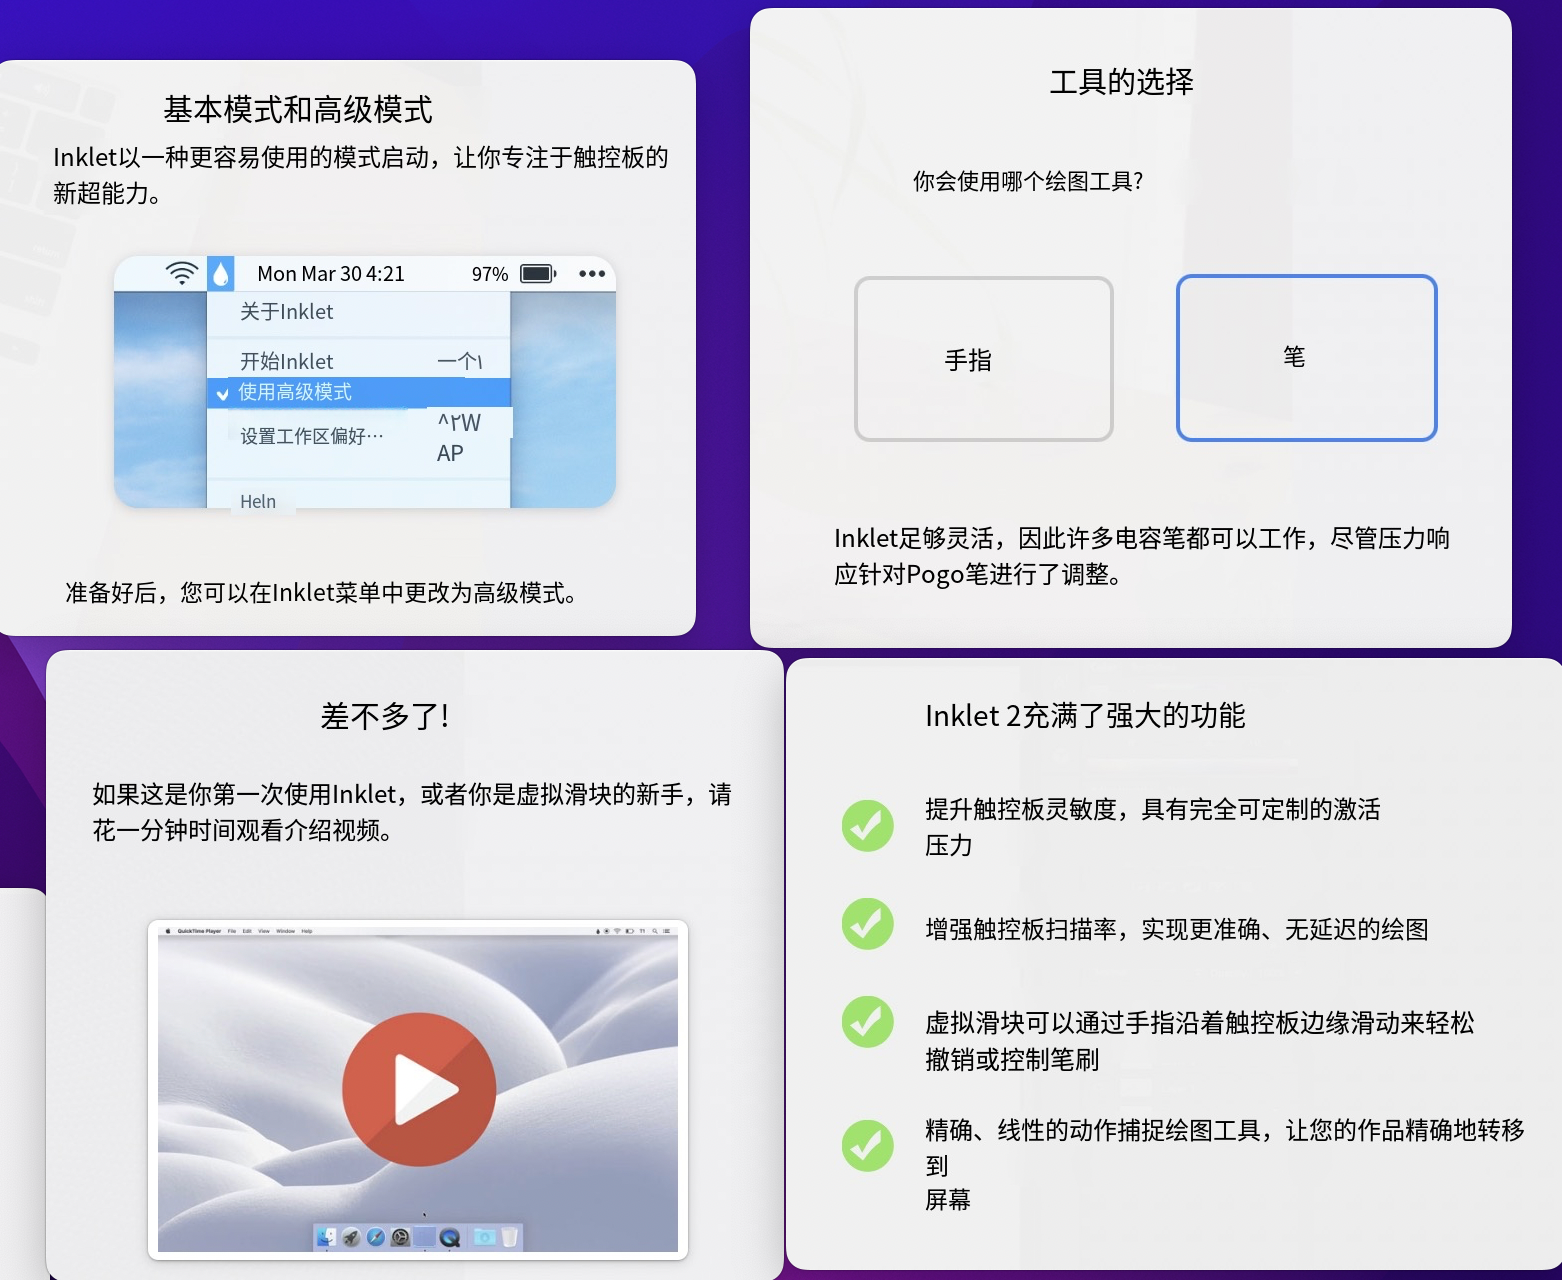 基本模式和高级模式
Inklet以一种更容易使用的模式启动，让你专注于触控板的
新超能力。
Mon Mar 30 4:21 97%
关于Inklet
开始Inklet 一个\
使用高级模式
^٢W
设置工作区偏好…
AP
Heln
准备好后，您可以在Inklet菜单中更改为高级模式。
工具的选择
你会使用哪个绘图工具?
手指
笔
Inklet足够灵活，因此许多电容笔都可以工作，尽管压力响
应针对Pogo笔进行了调整。
差不多了!
如果这是你第一次使用Inklet，或者你是虚拟滑块的新手，请
花一分钟时间观看介绍视频。
QuickTime Player File Edit View Window Help
Inklet 2充满了强大的功能
提升触控板灵敏度，具有完全可定制的激活
压力
增强触控板扫描率，实现更准确、无延迟的绘图
虚拟滑块可以通过手指沿着触控板边缘滑动来轻松
撤销或控制笔刷
精确、线性的动作捕捉绘图工具，让您的作品精确地转移
到
屏幕